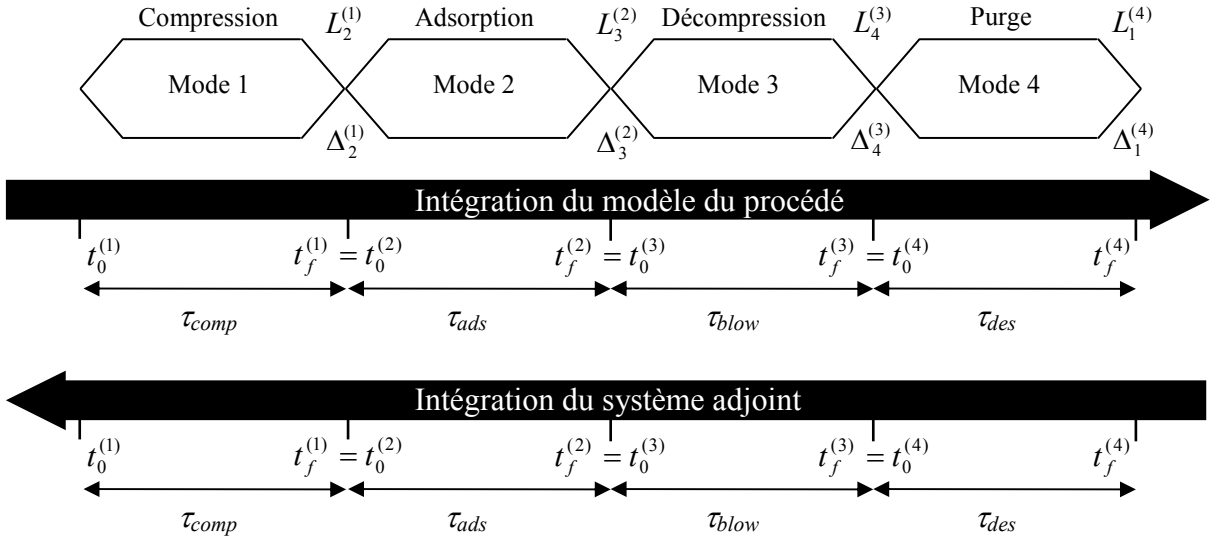 Compression L_2^(1) Adsorption L_3^(2) Décompression L_4^(3) Purge L_1^(4)
Mode 1 Mode 2 Mode 3 Mode 4
Δ_2^(1) Δ_3^(2) Δ_4^(3) Δ_1^(4)
Intégration du modèle du procédé
t_0^(1) t_f^(1) = t_0^(2) t_f^(2) = t_0^(3) t_f^(3) = t_0^(4) t_f^(4)
τ_comp τ_ads τ_blow τ_des
Intégration du système adjoint
t_0^(1) t_f^(1) = t_0^(2) t_f^(2) = t_0^(3) t_f^(3) = t_0^(4) t_f^(4)
τ_comp τ_ads τ_blow τ_des